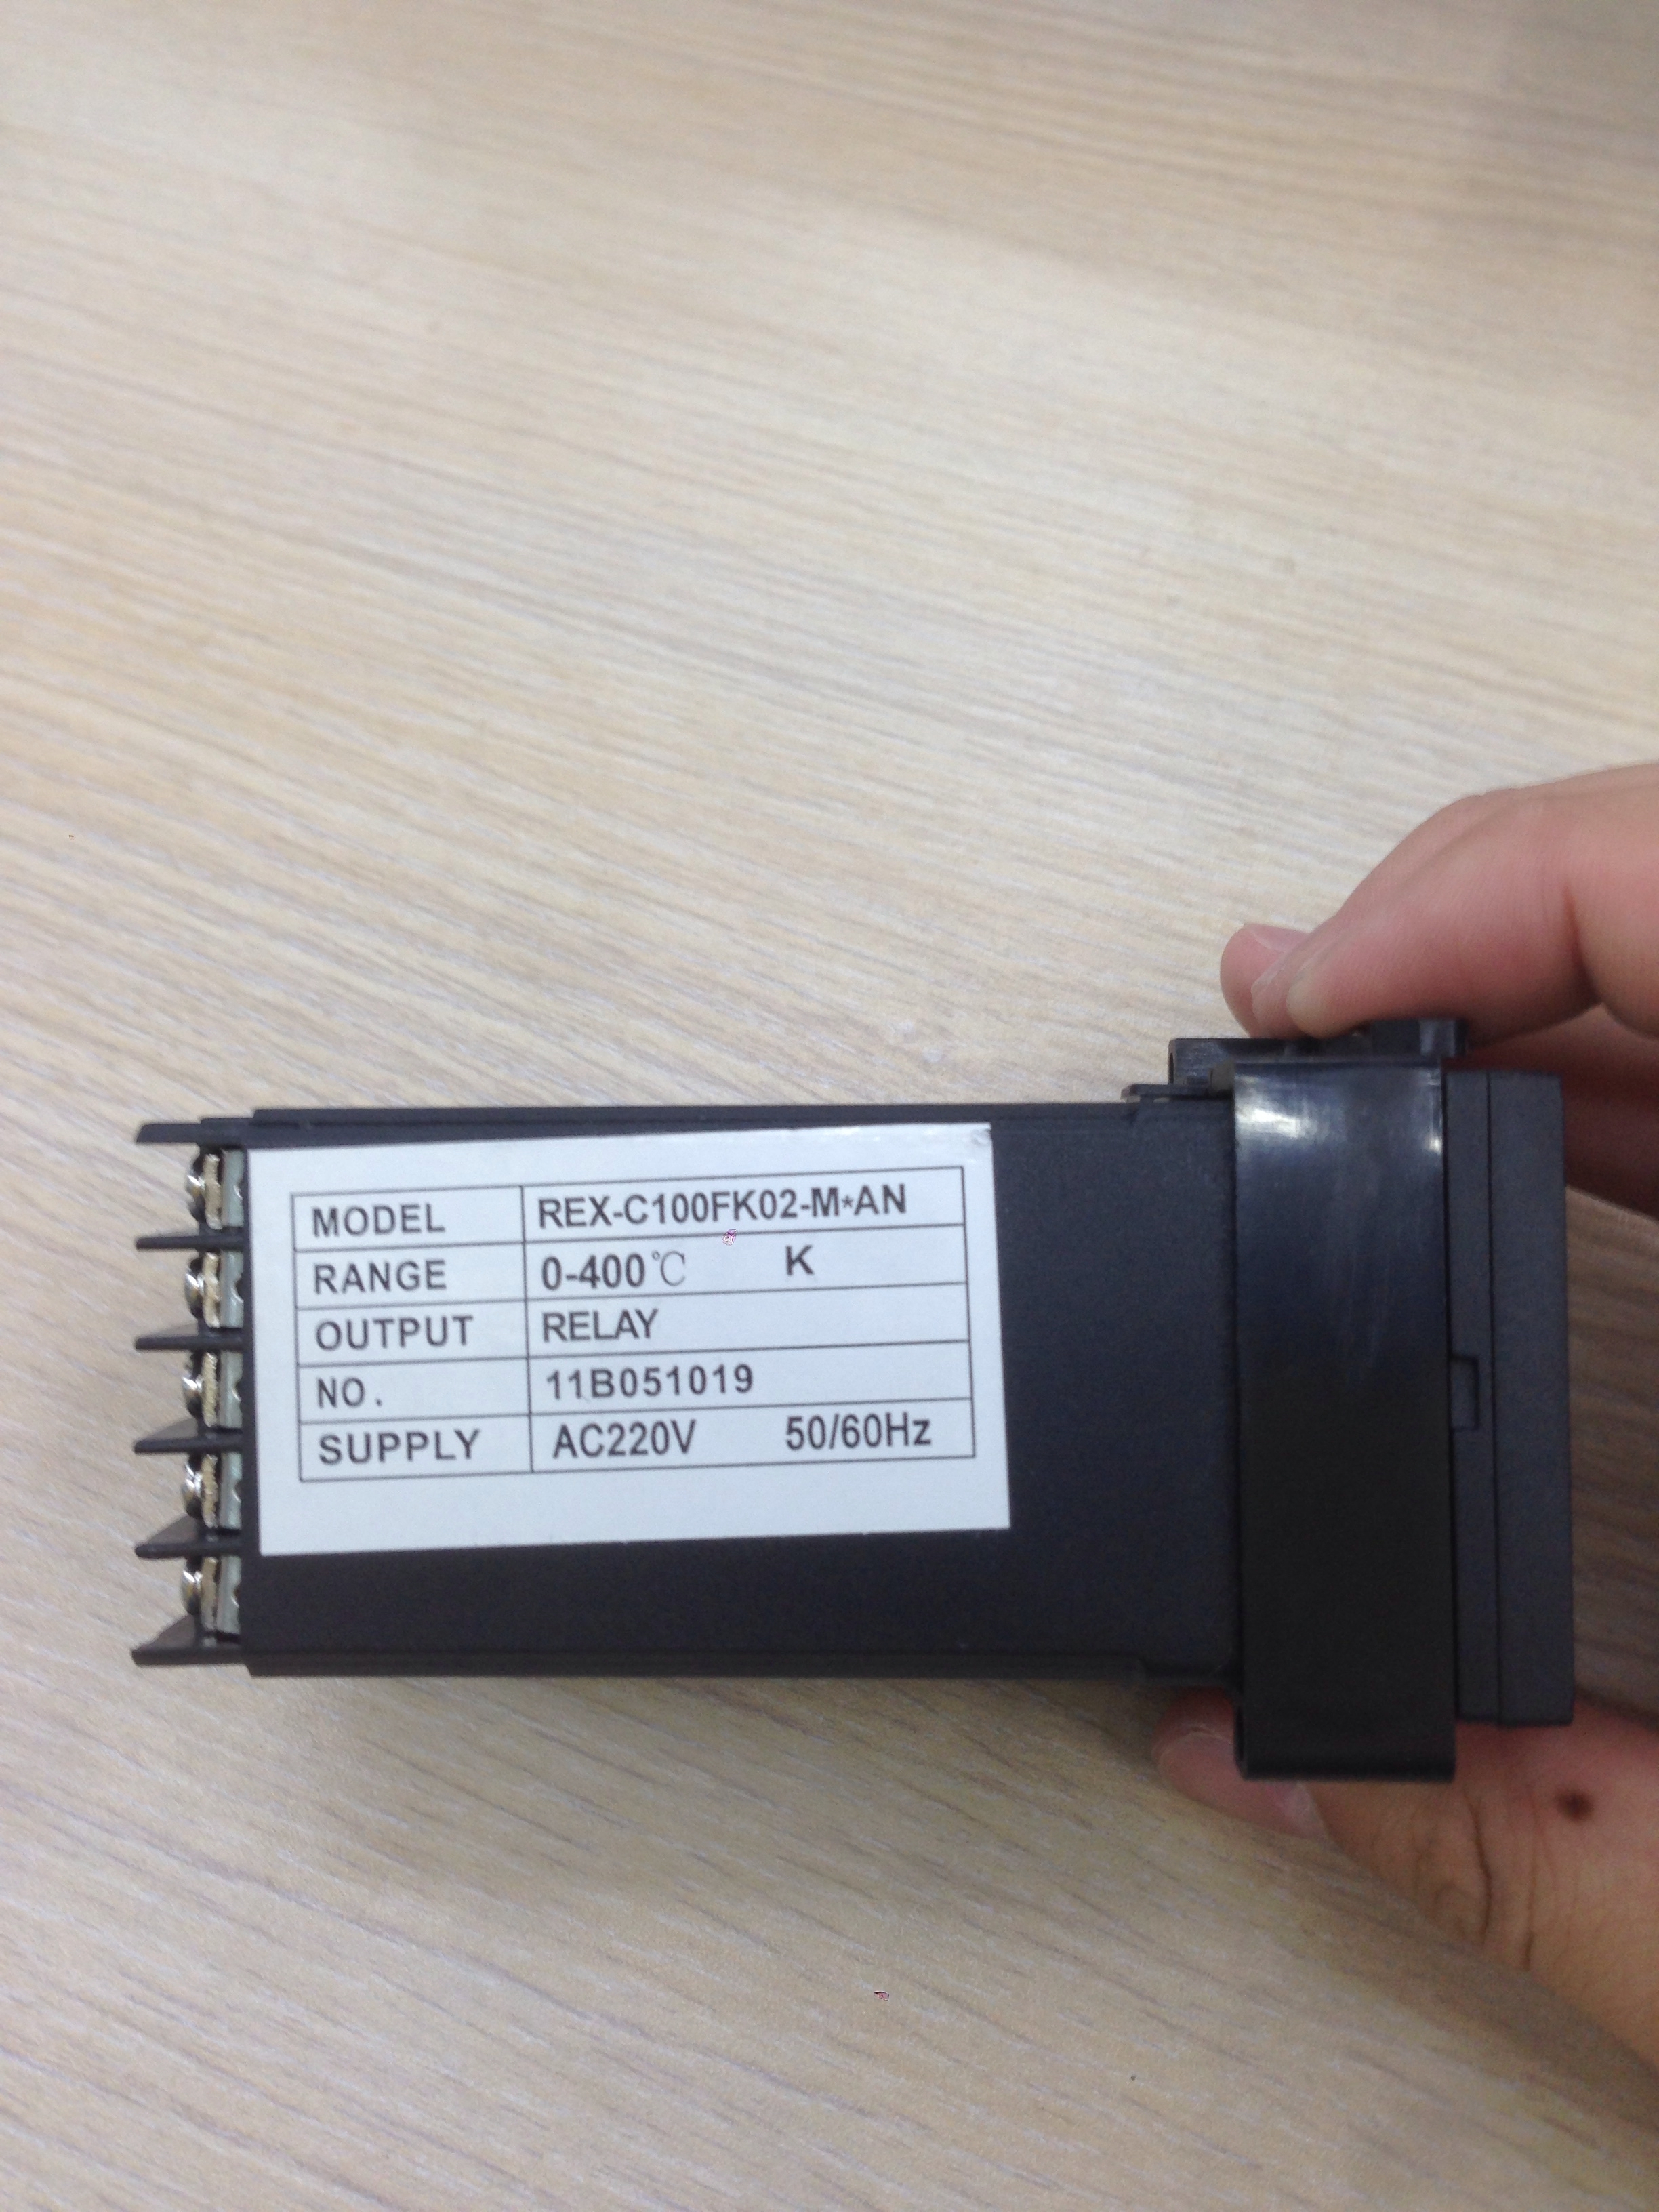 MODEL REX-C100FK02-M*AN
RANGE 0-400℃ K
OUTPUT RELAY
NO. 11B051019
SUPPLY AC220V 50/60Hz